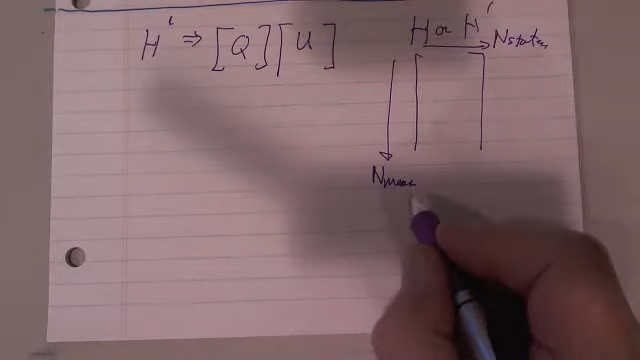 H' ⇒ [Q][U]
H or H'
Nstates
Nmeas